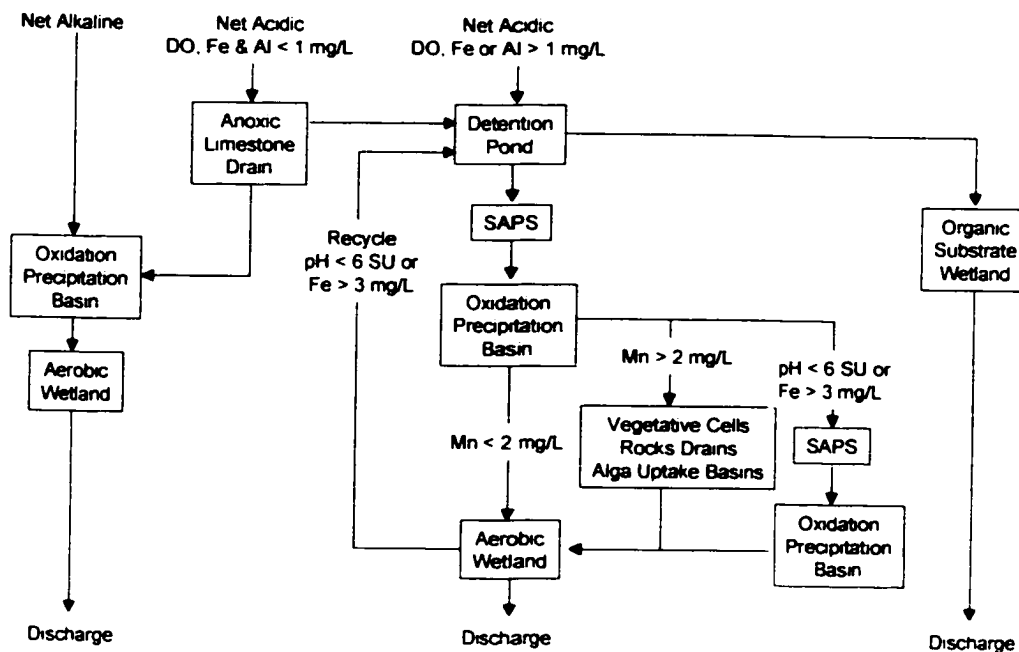 Net Alkaline
Net Acidic
DO, Fe & Al < 1 mg/L
Net Acidic
DO, Fe or Al > 1 mg/L
Anoxic
Limestone
Drain
Detention
Pond
SAPS
Organic
Substrate
Wetland
Oxidation
Precipitation
Basin
Recycle
pH < 6 SU or
Fe > 3 mg/L
Oxidation
Precipitation
Basin
Aerobic
Wetland
Mn > 2 mg/L
pH < 6 SU or
Fe > 3 mg/L
Mn < 2 mg/L
Vegetative Cells
Rocks Drains
Alga Uptake Basins
SAPS
Aerobic
Wetland
Oxidation
Precipitation
Basin
Discharge
Discharge
Discharge